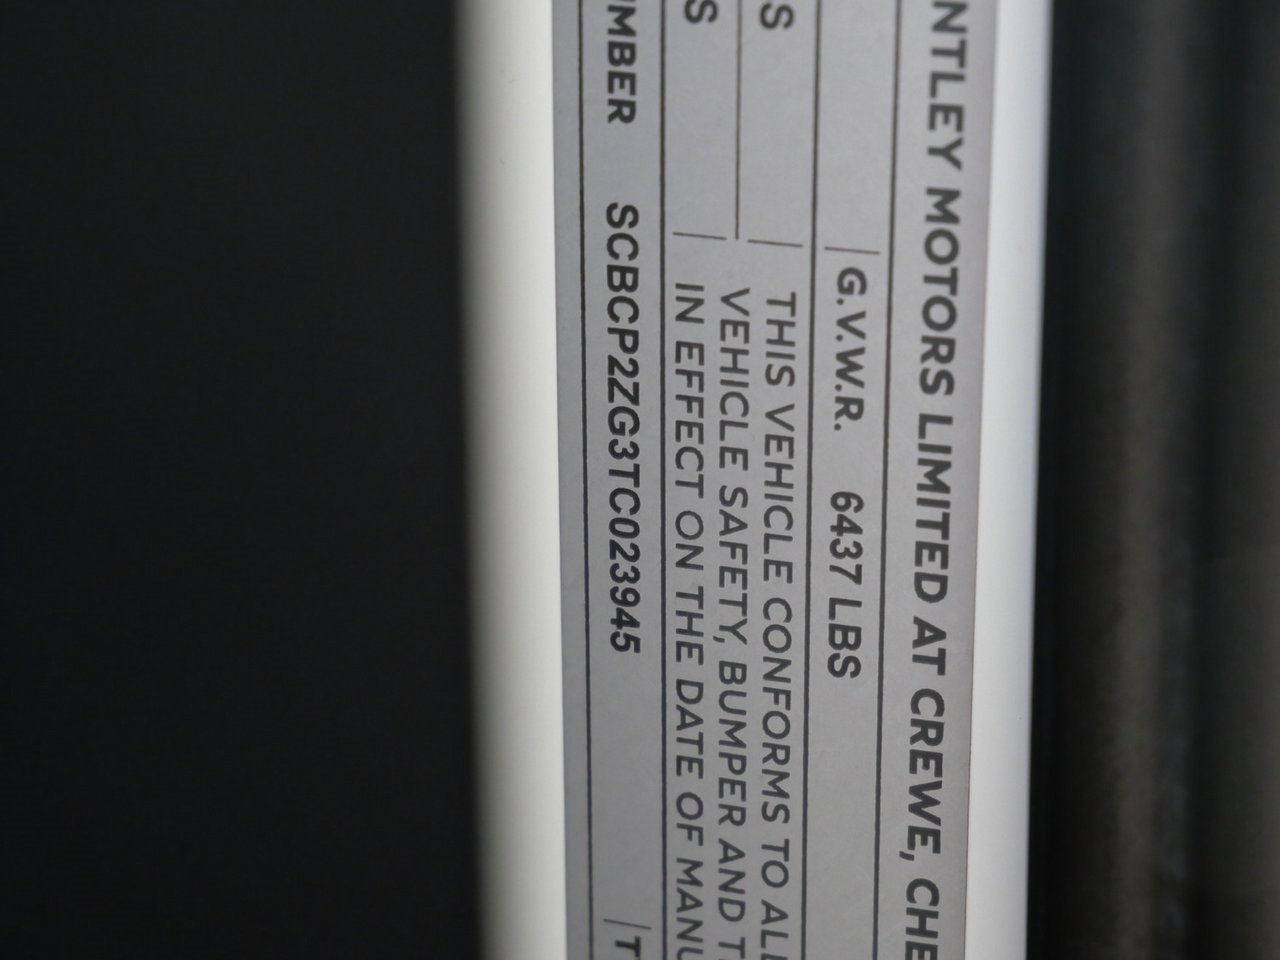 NTLEY MOTORS LIMITED AT CREWE, CHE
G.V.W.R. 6437 LBS
S THIS VEHICLE CONFORMS TO ALL
VEHICLE SAFETY, BUMPER AND T
S IN EFFECT ON THE DATE OF MANU
MBER SCBCP2ZG3TC023945 T